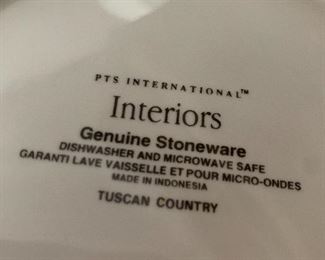 PTS INTERNATIONAL™
Interiors
Genuine Stoneware
DISHWASHER AND MICROWAVE SAFE
GARANTI LAVE VAISSELLE ET POUR MICRO-ONDES
MADE IN INDONESIA
TUSCAN COUNTRY